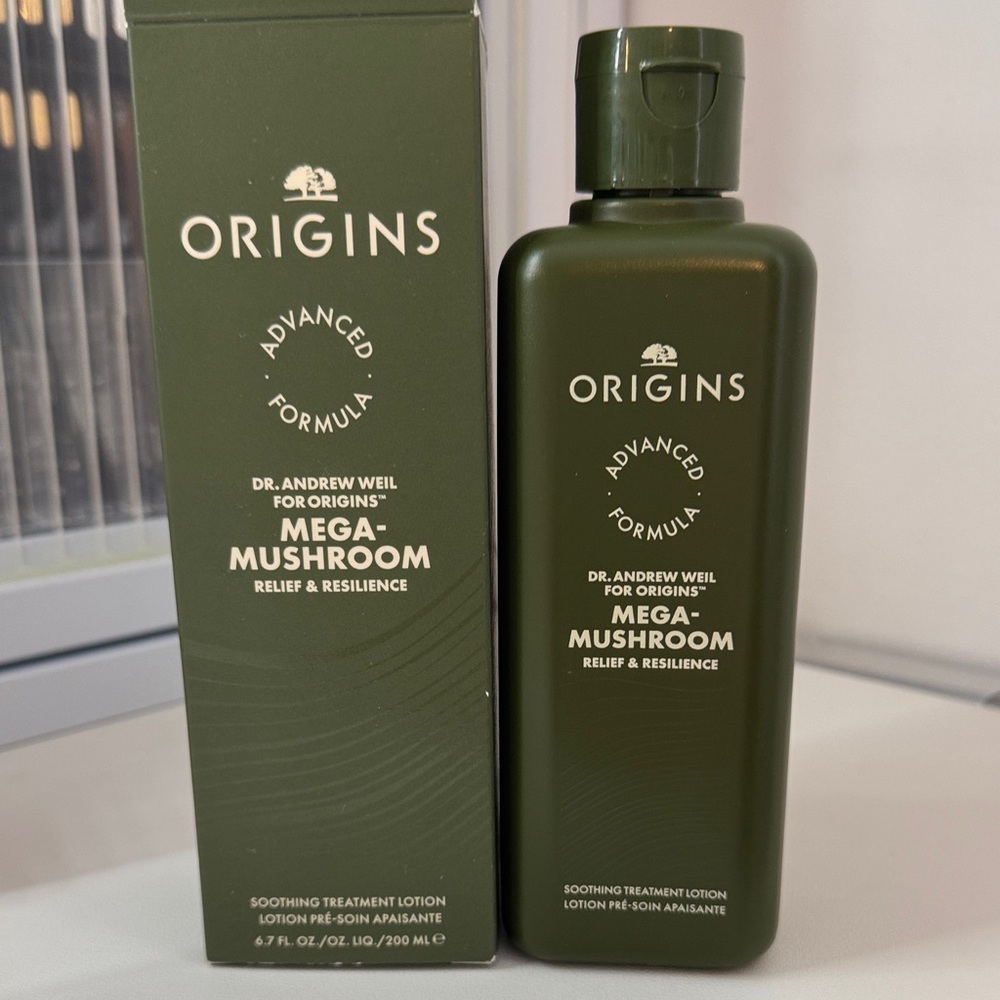 ORIGINS
ADVANCED
FORMULA
DR. ANDREW WEIL
FOR ORIGINS™
MEGA-
MUSHROOM
RELIEF & RESILIENCE
SOOTHING TREATMENT LOTION
LOTION PRÉ-SOIN APAISANTE
6.7 FL. OZ./OZ. LIQ./200 ML ℮
ORIGINS
ADVANCED
FORMULA
DR. ANDREW WEIL
FOR ORIGINS™
MEGA-
MUSHROOM
RELIEF & RESILIENCE
SOOTHING TREATMENT LOTION
LOTION PRÉ-SOIN APAISANTE